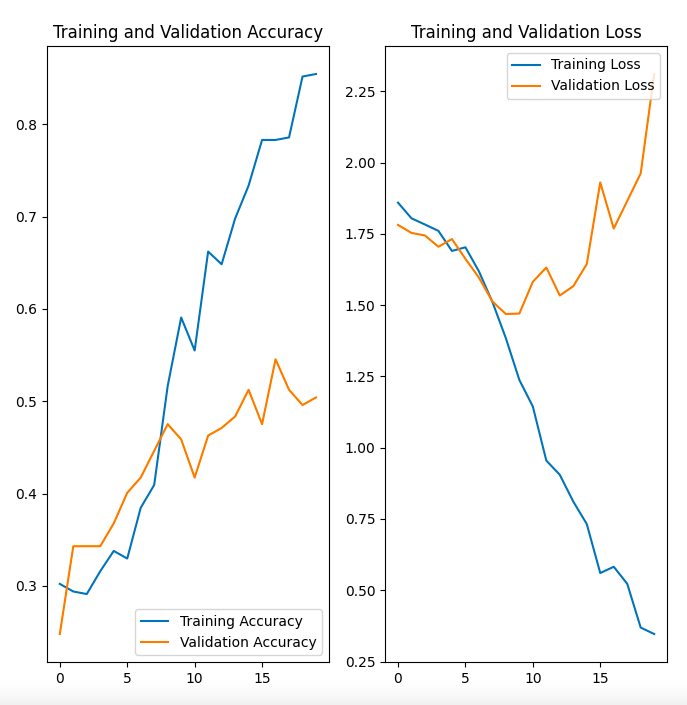 Training and Validation Accuracy
0.8
0.7
0.6
0.5
0.4
0.3
Training Accuracy
Validation Accuracy
0 5 10 15
Training and Validation Loss
Training Loss
Validation Loss
2.25
2.00
1.75
1.50
1.25
1.00
0.75
0.50
0.25
0 5 10 15